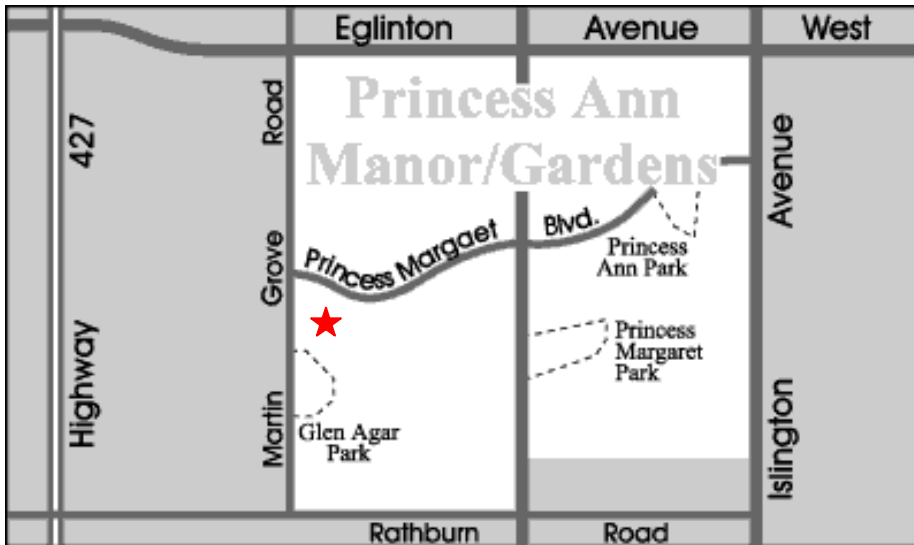 Eglinton Avenue West
Princess Ann
Manor/Gardens
Highway 427
Martin Grove Road
Princess Margaet Blvd.
Islington Avenue
Princess
Ann Park
Princess
Margaret
Park
Glen Agar
Park
Rathburn Road